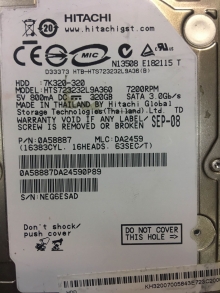 HITACHI
www.hitachigst.com
20
MIC
N13508 E182115 T
D33373 HTB-HTS723232L9A36(B)
HDD: 7K320-320
MODEL:HTS723232L9A360 7200RPM
5V 800mA DC 320GB SATA 3.0Gb/s
MADE IN THAILAND BY Hitachi Global
Storage Technologies(Thailand) Ltd. TD
WARRANTY VOID IF ANY LABEL/
SCREW IS REMOVED OR BROKEN
SEP-08
P/N:0A58887 MLC:DA2459
(16383CYL. 16HEADS. 63SEC/T)
0A58887DA24590P89
S/N:NEG6ESAD
Don't
push/shock
/cover
DO NOT
COVER THIS
HOLE